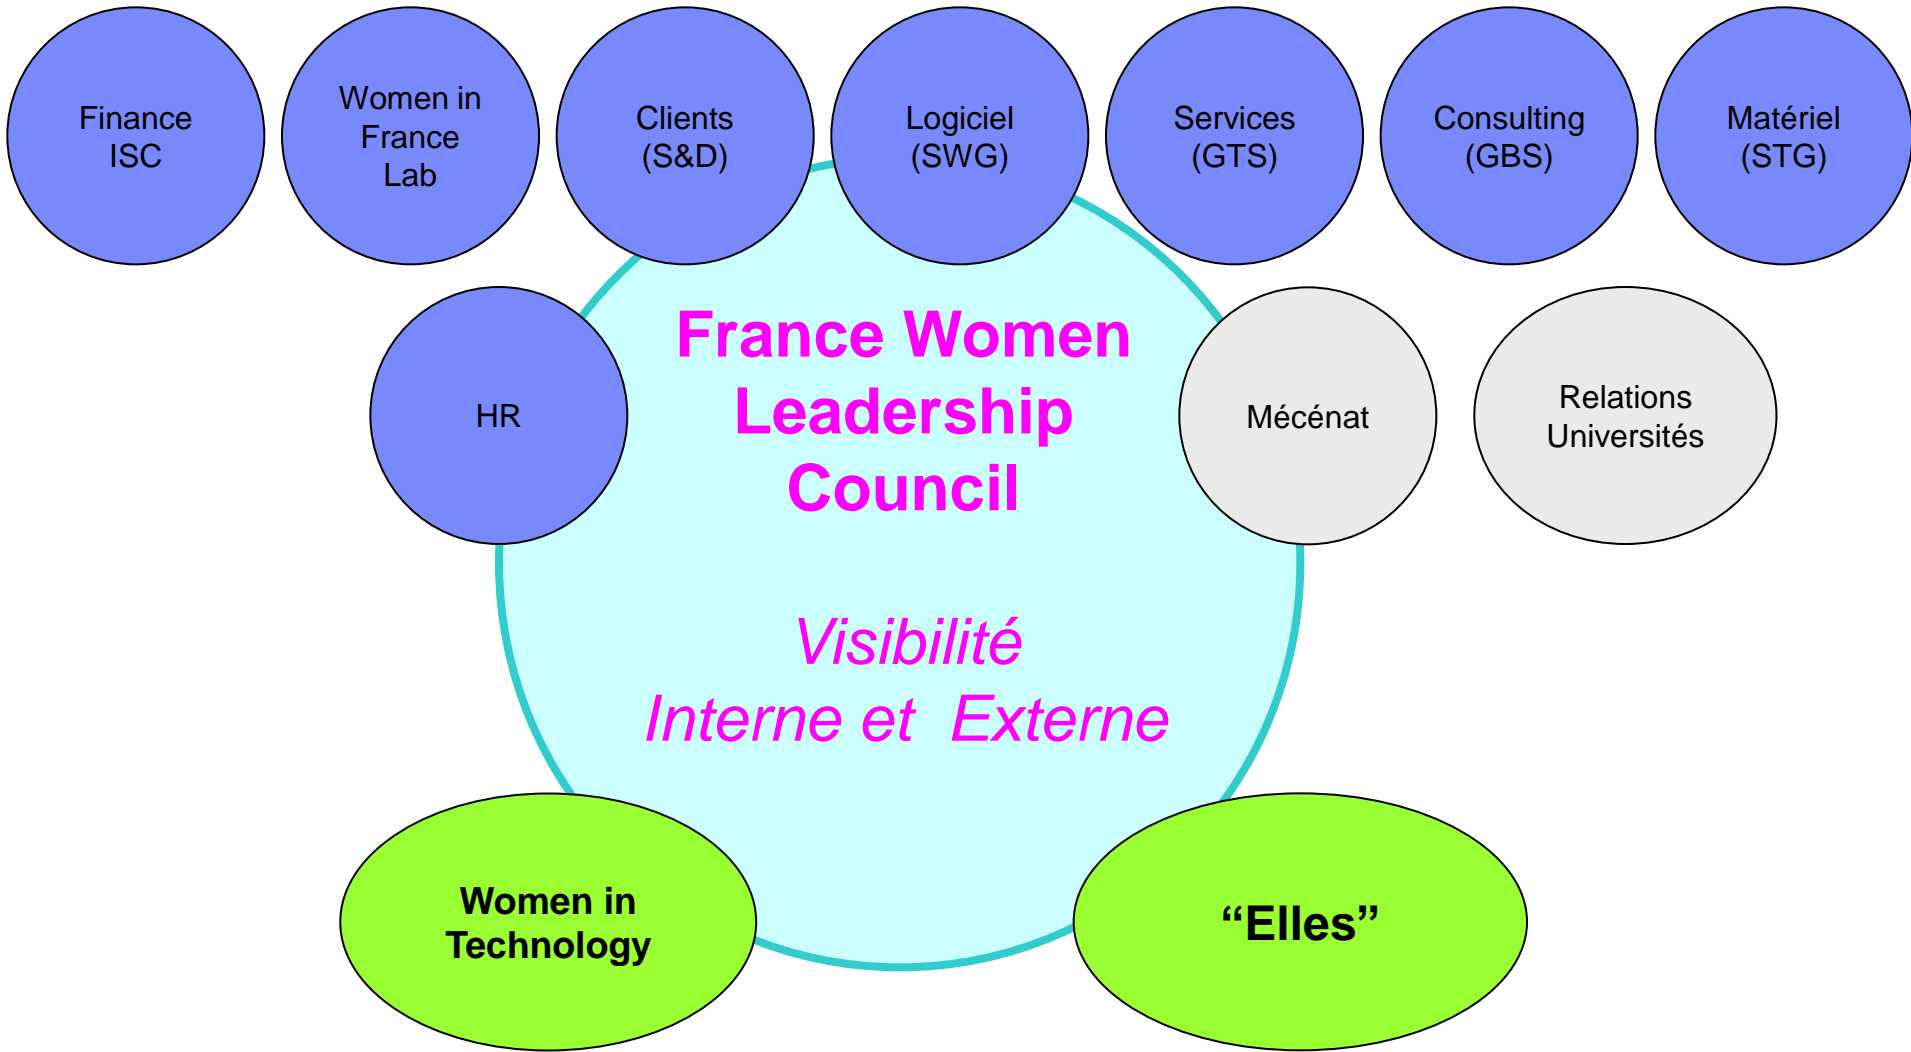 Finance
ISC
Women in
France
Lab
Clients
(S&D)
Logiciel
(SWG)
Services
(GTS)
Consulting
(GBS)
Matériel
(STG)
HR
France Women
Leadership
Council
Mécénat
Relations
Universités
Visibilité
Interne et Externe
Women in
Technology
“Elles”